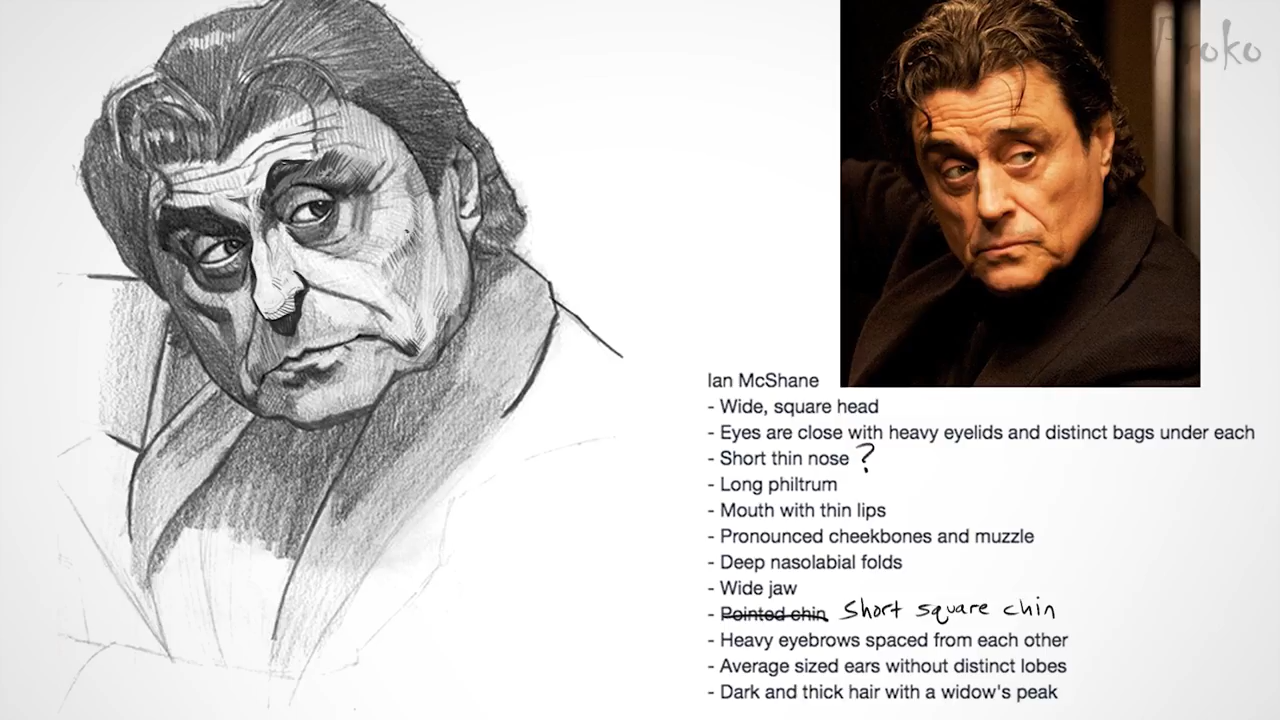 Proko
Ian McShane
- Wide, square head
- Eyes are close with heavy eyelids and distinct bags under each
- Short thin nose ?
- Long philtrum
- Mouth with thin lips
- Pronounced cheekbones and muzzle
- Deep nasolabial folds
- Wide jaw
- Pointed chin Short square chin
- Heavy eyebrows spaced from each other
- Average sized ears without distinct lobes
- Dark and thick hair with a widow's peak